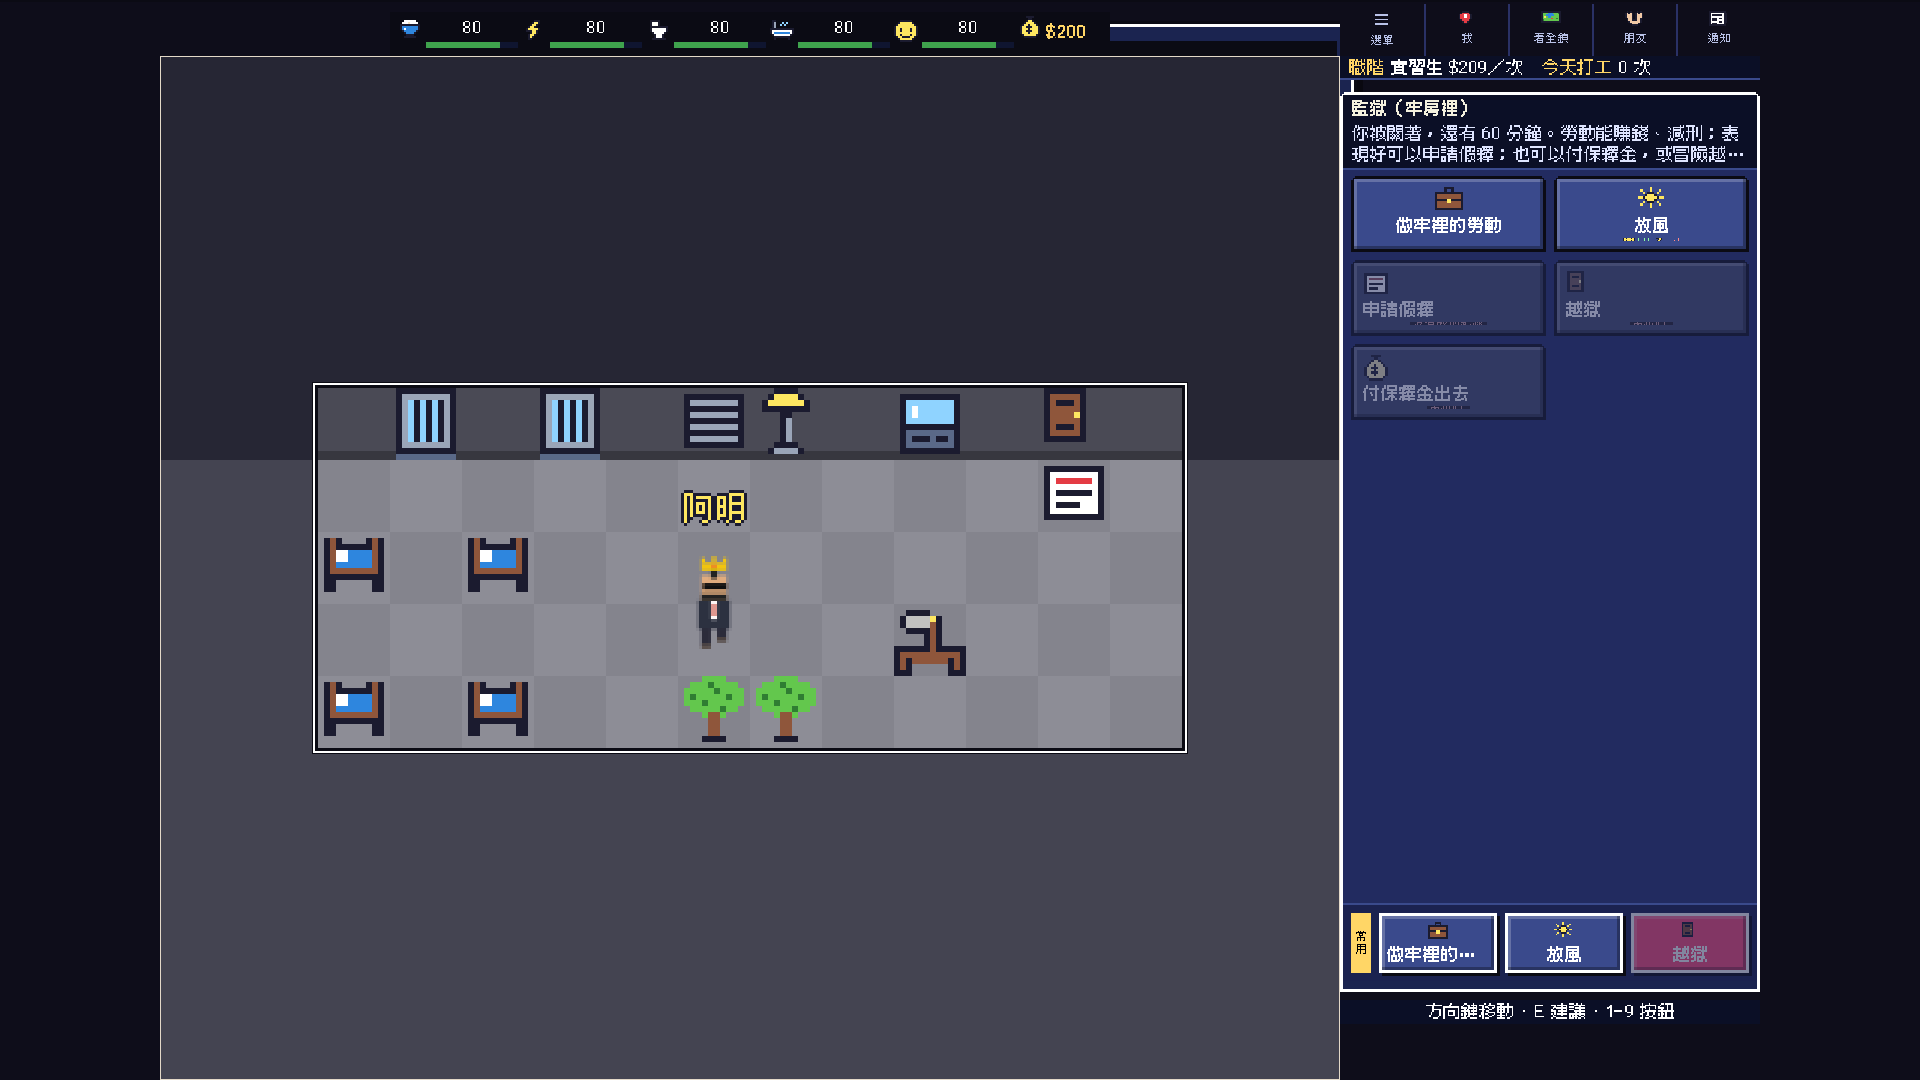 80
80
80
80
80
$200
選單
我
看全鎮
朋友
通知
職階 實習生 $209／次 今天打工 0 次
監獄（牢房裡）
你被關著，還有 60 分鐘。勞動能賺錢、減刑；表
現好可以申請假釋；也可以付保釋金，或冒險越…
做牢裡的勞動
放風
申請假釋
越獄
付保釋金出去
阿明
常用
做牢裡的…
放風
越獄
方向鍵移動 · E 建議 · 1-9 按鈕